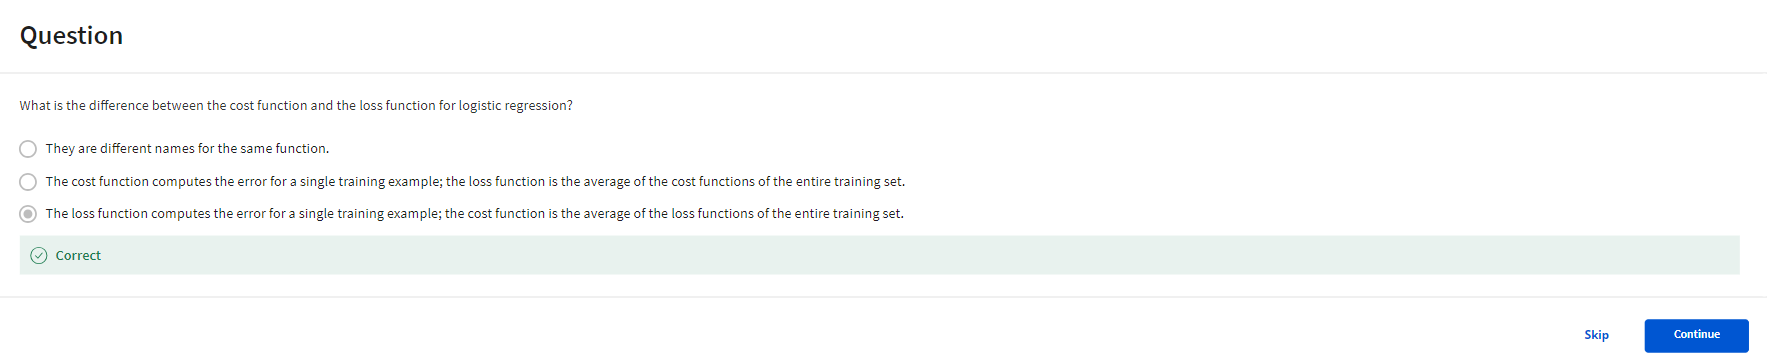 Question
What is the difference between the cost function and the loss function for logistic regression?
They are different names for the same function.
The cost function computes the error for a single training example; the loss function is the average of the cost functions of the entire training set.
The loss function computes the error for a single training example; the cost function is the average of the loss functions of the entire training set.
Correct
Skip
Continue